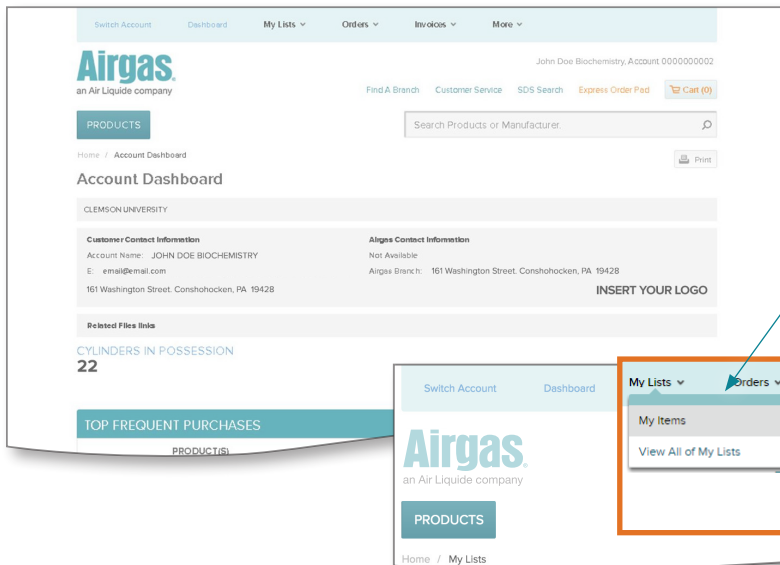 Switch Account Dashboard My Lists Orders Invoices More
Airgas
an Air Liquide company
John Doe Biochemistry, Account 0000000002
Find A Branch Customer Service SDS Search Express Order Pad Cart (0)
PRODUCTS
Search Products or Manufacturer.
Home / Account Dashboard
Print
Account Dashboard
CLEMSON UNIVERSITY
Customer Contact Information
Account Name: JOHN DOE BIOCHEMISTRY
E: email@email.com
161 Washington Street. Conshohocken, PA 19428
Airgas Contact Information
Not Available
Airgas Branch: 161 Washington Street. Conshohocken, PA 19428
INSERT YOUR LOGO
Related Files links
CYLINDERS IN POSSESSION
22
TOP FREQUENT PURCHASES
PRODUCT(S)
Switch Account Dashboard My Lists Orders
My Items
View All of My Lists
Airgas
an Air Liquide company
PRODUCTS
Home / My Lists